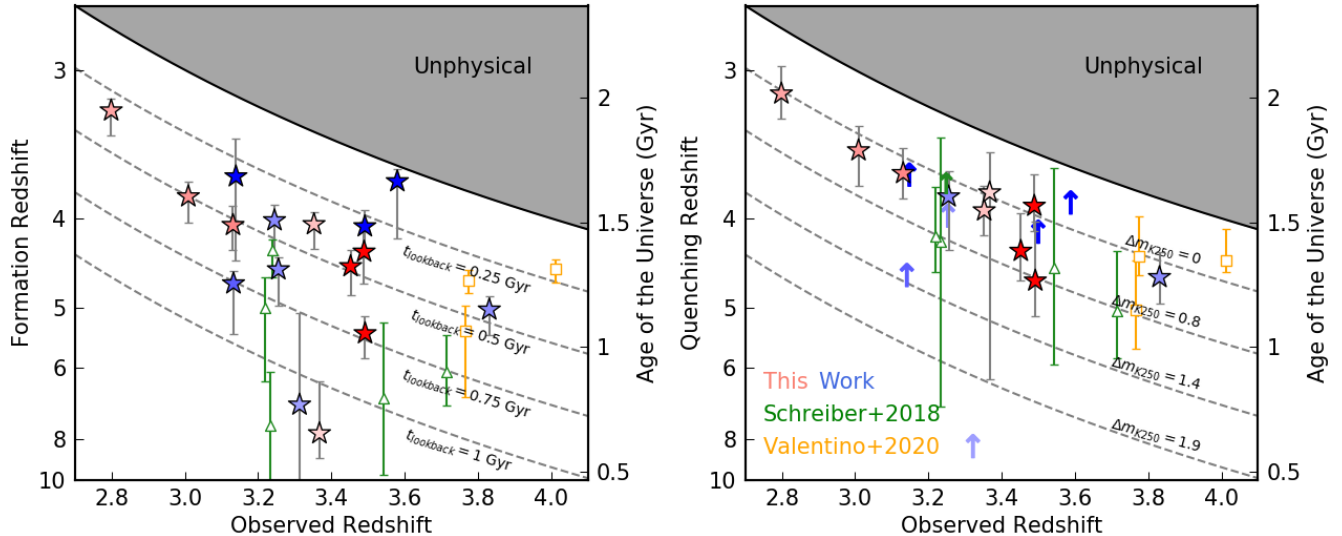 Unphysical
3
4
5
6
8
10
Formation Redshift
2
1.5
1
0.5
Age of the Universe (Gyr)
t_lookback = 0.25 Gyr
t_lookback = 0.5 Gyr
t_lookback = 0.75 Gyr
t_lookback = 1 Gyr
2.8 3.0 3.2 3.4 3.6 3.8 4.0
Observed Redshift
Unphysical
3
4
5
6
8
10
Quenching Redshift
2
1.5
1
0.5
Age of the Universe (Gyr)
Δm_K250 = 0
Δm_K250 = 0.8
Δm_K250 = 1.4
Δm_K250 = 1.9
This Work
Schreiber+2018
Valentino+2020
2.8 3.0 3.2 3.4 3.6 3.8 4.0
Observed Redshift